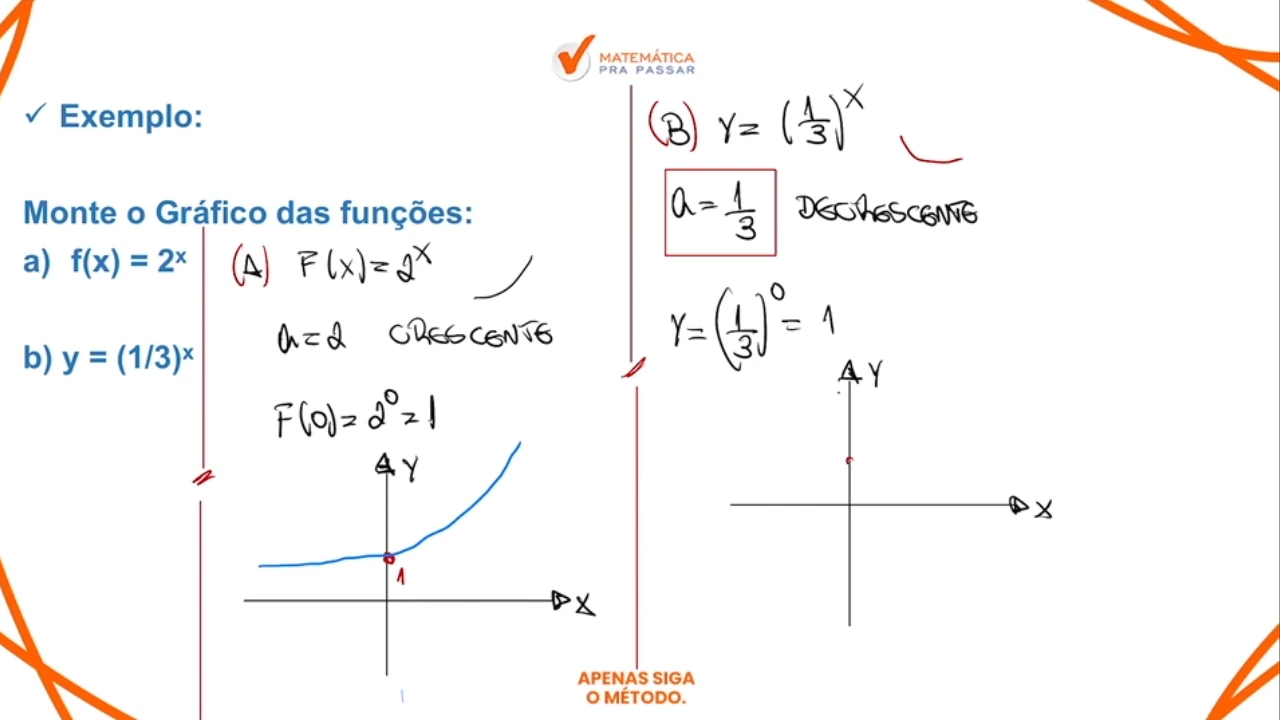 MATEMÁTICA
PRA PASSAR
✓ Exemplo:
Monte o Gráfico das funções:
a) f(x) = 2ˣ
b) y = (1/3)ˣ
(A) F(x) = 2ˣ
a = 2 CRESCENTE
F(0) = 2⁰ = 1
Y
1
X
(B) Y = (1/3)ˣ
a = 1/3 DECRESCENTE
Y = (1/3)⁰ = 1
Y
X
APENAS SIGA
O MÉTODO.